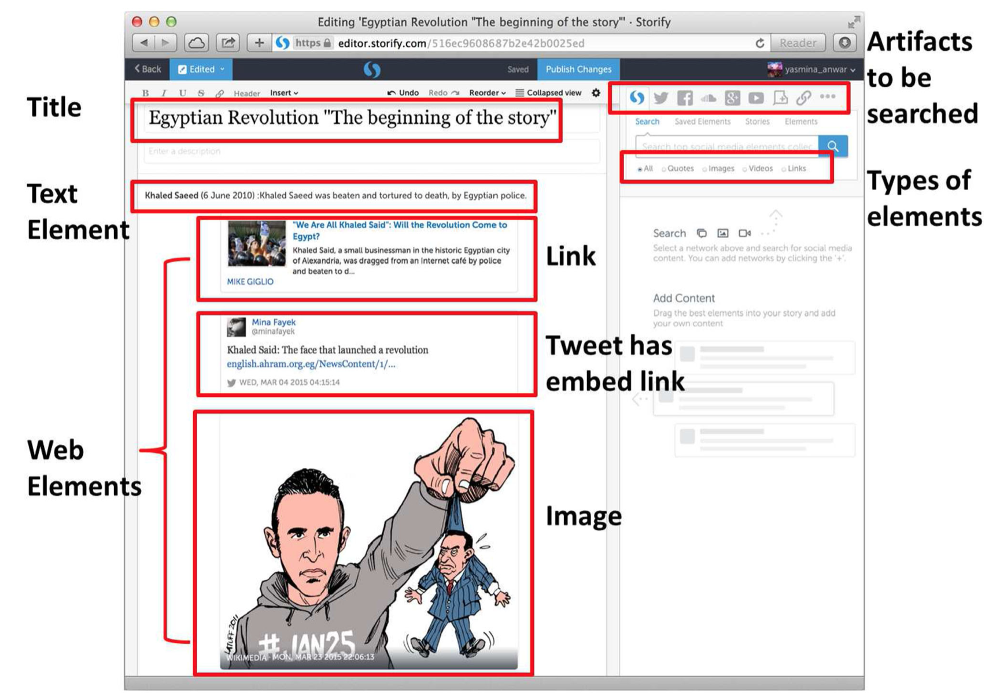 Editing 'Egyptian Revolution "The beginning of the story"' · Storify
https editor.storify.com/516ec9608687b2e42b0025ed
Reader
Back
Edited
Saved
Publish Changes
yasmina_anwar
B I U S Header Insert
Undo Redo Reorder Collapsed view
Title
Egyptian Revolution "The beginning of the story"
Enter a description
Text
Element
Khaled Saeed (6 June 2010) :Khaled Saeed was beaten and tortured to death, by Egyptian police.
"We Are All Khaled Said": Will the Revolution Come to
Egypt?
Khaled Said, a small businessman in the historic Egyptian city
of Alexandria, was dragged from an Internet café by police
and beaten to d...
MIKE GIGLIO
Link
Mina Fayek
@minafayek
Khaled Said: The face that launched a revolution
english.ahram.org.eg/NewsContent/1/...
WED, MAR 04 2015 04:15:14
Tweet has
embed link
Web
Elements
LATUFF 2011
#JAN25
WIKIMEDIA · MON, MAR 23 2015 22:06:13
Image
Artifacts
to be
searched
Search Saved Elements Stories Elements
Search top social media elements collec
All Quotes Images Videos Links
Types of
elements
Search
Select a network above and search for social media
content. You can add networks by clicking the '+'.
Add Content
Drag the best elements into your story and add
your own content